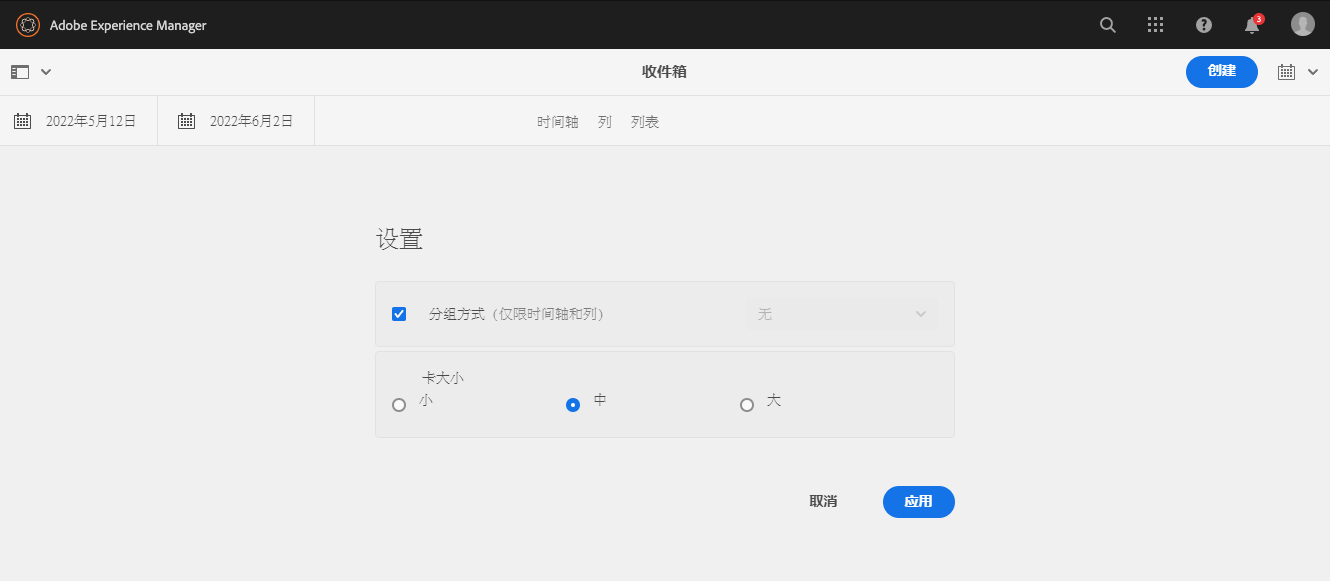 Adobe Experience Manager
3
收件箱
创建
2022年5月12日
2022年6月2日
时间轴 列 列表
设置
分组方式（仅限时间轴和列）
无
卡大小
小
中
大
取消
应用